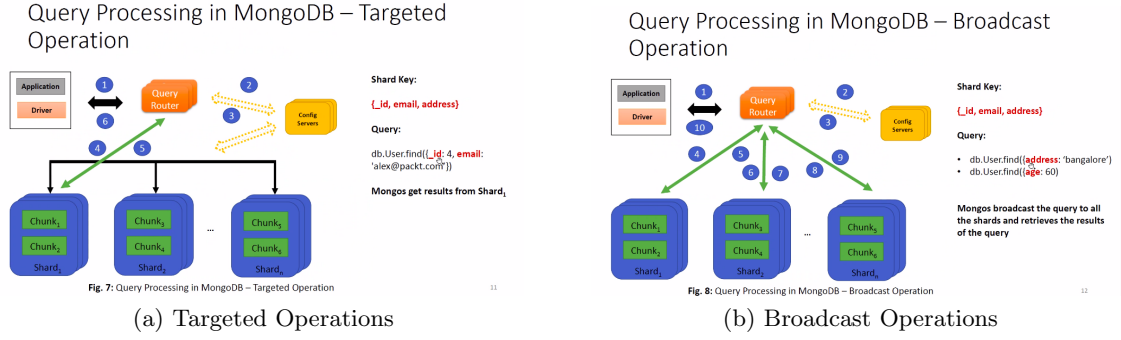 Query Processing in MongoDB – Targeted
Operation
Application
Driver
1
6
Query
Router
2
3
Config
Servers
4
5
Chunk1
Chunk2
Shard1
Chunk3
Chunk4
Shard2
...
Chunk5
Chunk6
Shardn
Shard Key:
{_id, email, address}
Query:
db.User.find({_id: 4, email:
'alex@packt.com'})
Mongos get results from Shard1
Fig. 7: Query Processing in MongoDB – Targeted Operation
11
(a) Targeted Operations
Query Processing in MongoDB – Broadcast
Operation
Application
Driver
1
10
Query
Router
2
3
Config
Servers
4
5
6
7
8
9
Chunk1
Chunk2
Shard1
Chunk3
Chunk4
Shard2
...
Chunk5
Chunk6
Shardn
Shard Key:
{_id, email, address}
Query:
• db.User.find({address: 'bangalore')
• db.User.find({age: 60)
Mongos broadcast the query to all
the shards and retrieves the results
of the query
Fig. 8: Query Processing in MongoDB – Broadcast Operation
12
(b) Broadcast Operations